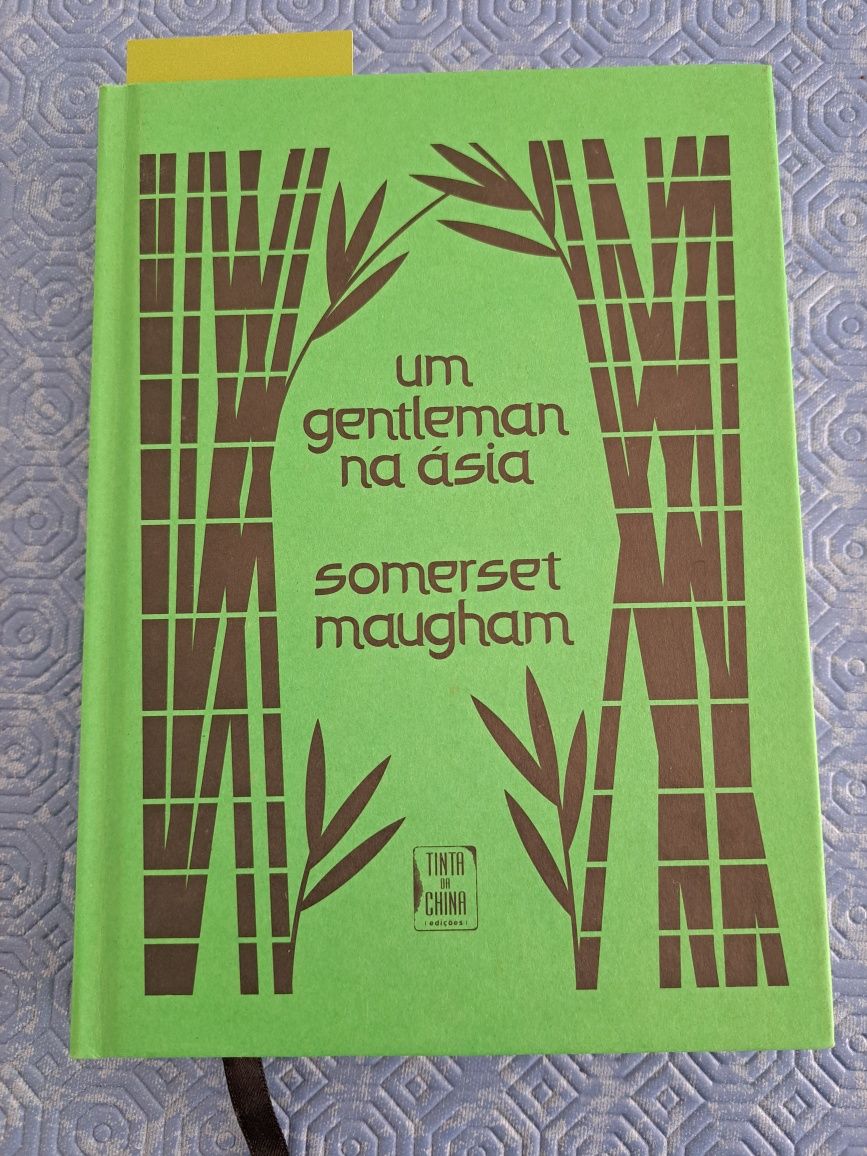 um
gentleman
na ásia
somerset
maugham
TINTA
DA
CHINA
edições